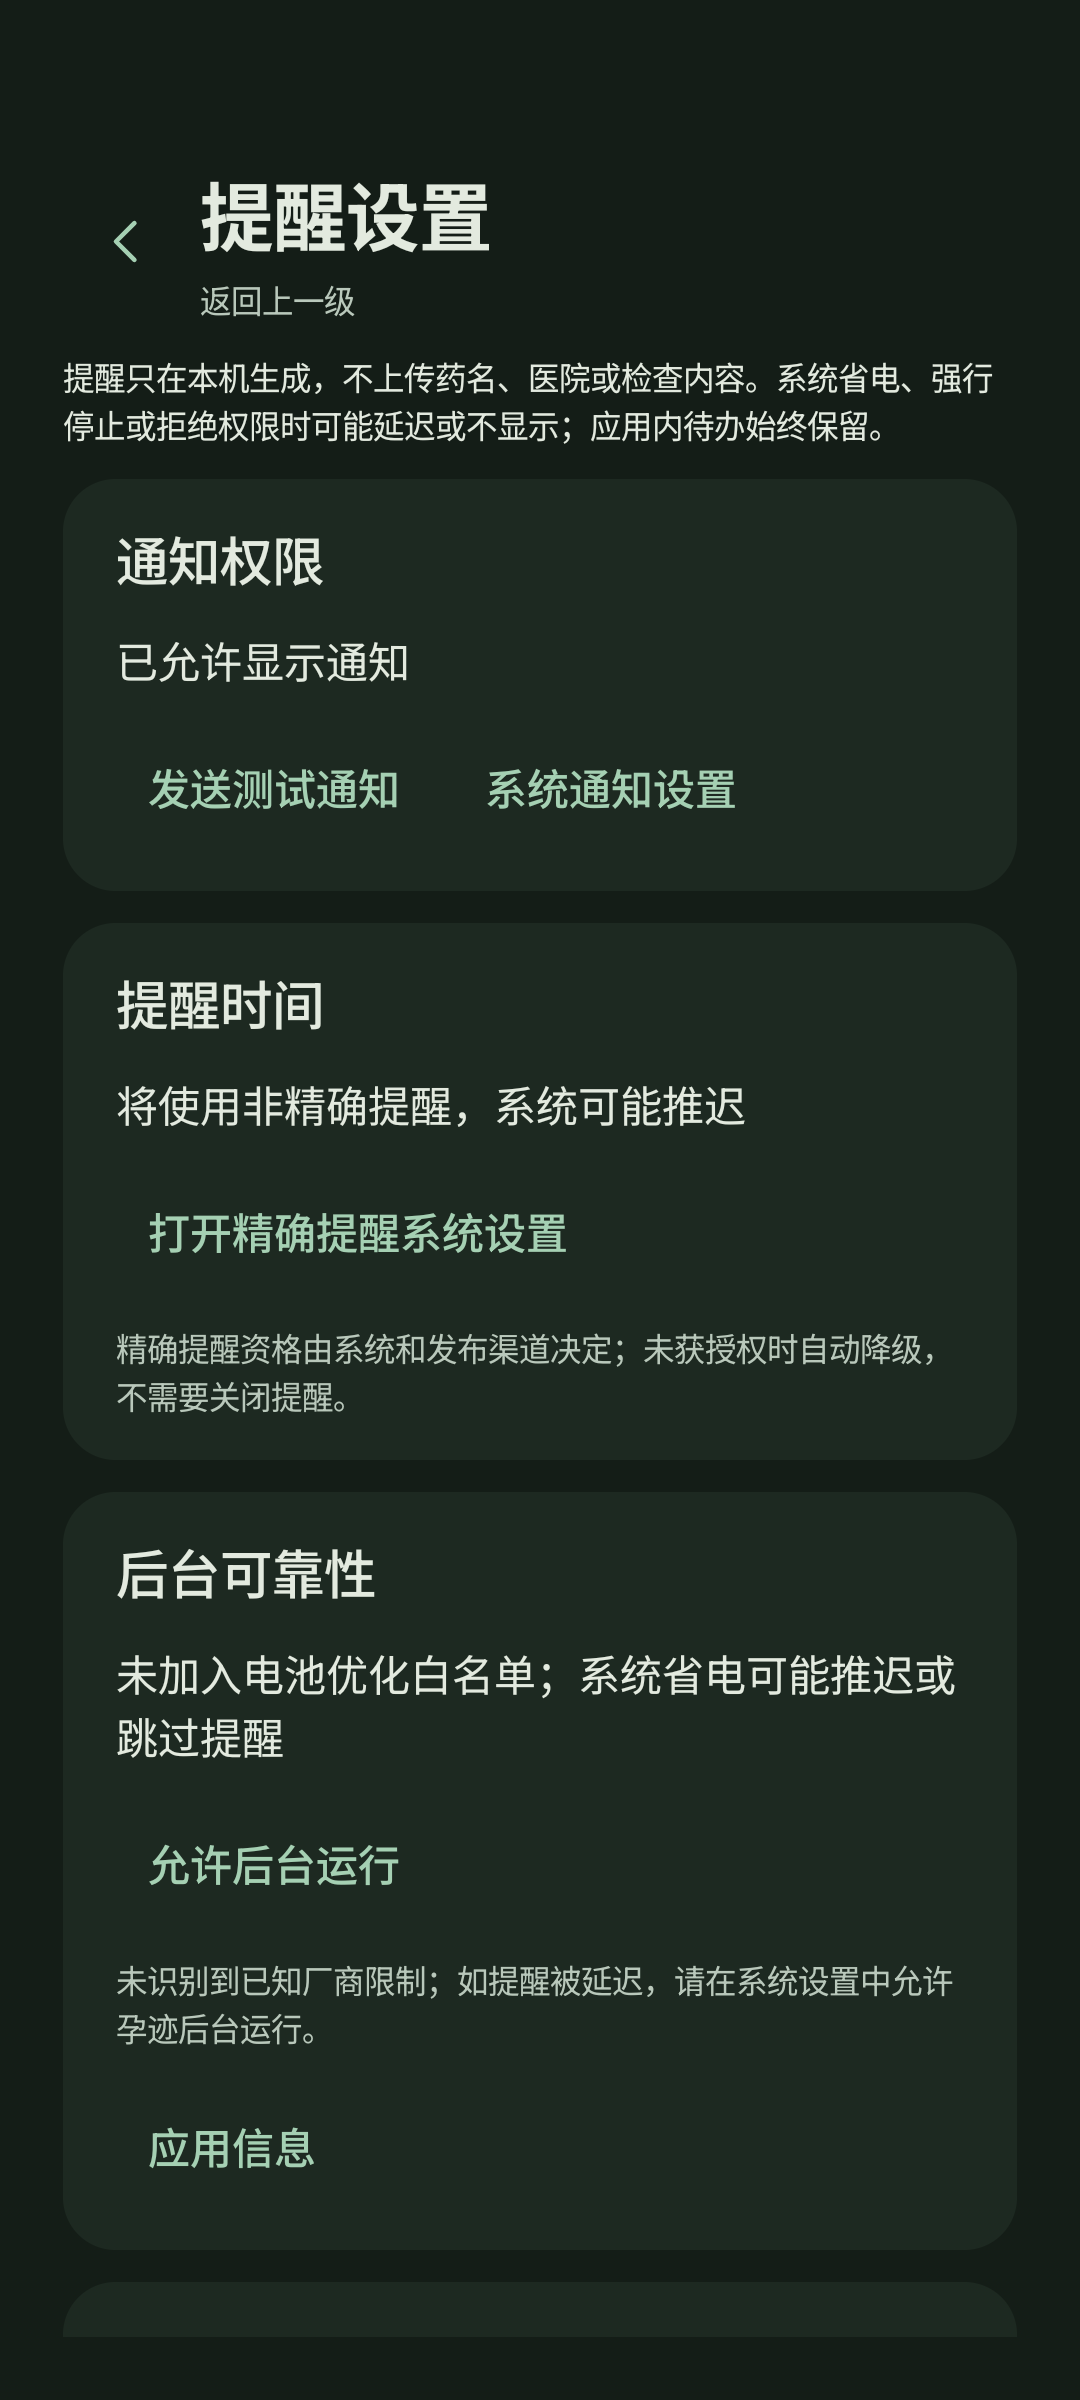 提醒设置
返回上一级
提醒只在本机生成，不上传药名、医院或检查内容。系统省电、强行
停止或拒绝权限时可能延迟或不显示；应用内待办始终保留。
通知权限
已允许显示通知
发送测试通知 系统通知设置
提醒时间
将使用非精确提醒，系统可能推迟
打开精确提醒系统设置
精确提醒资格由系统和发布渠道决定；未获授权时自动降级，
不需要关闭提醒。
后台可靠性
未加入电池优化白名单；系统省电可能推迟或
跳过提醒
允许后台运行
未识别到已知厂商限制；如提醒被延迟，请在系统设置中允许
孕迹后台运行。
应用信息